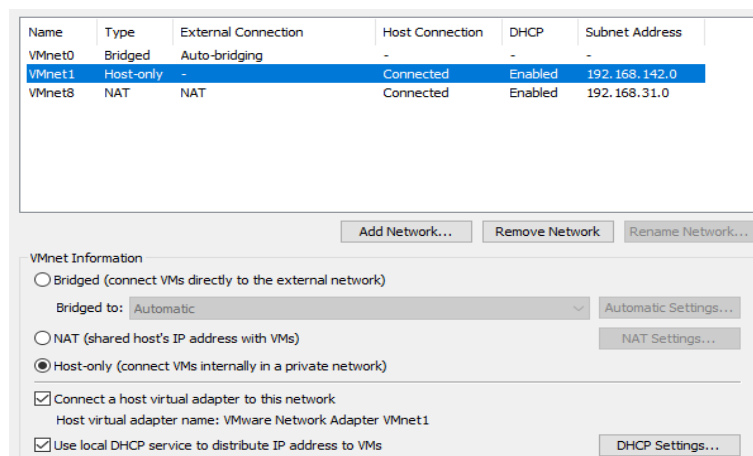 Name Type External Connection Host Connection DHCP Subnet Address
VMnet0 Bridged Auto-bridging - - -
VMnet1 Host-only - Connected Enabled 192.168.142.0
VMnet8 NAT NAT Connected Enabled 192.168.31.0
Add Network... Remove Network Rename Network...
VMnet Information
Bridged (connect VMs directly to the external network)
Bridged to: Automatic Automatic Settings...
NAT (shared host's IP address with VMs) NAT Settings...
Host-only (connect VMs internally in a private network)
Connect a host virtual adapter to this network
Host virtual adapter name: VMware Network Adapter VMnet1
Use local DHCP service to distribute IP address to VMs DHCP Settings...